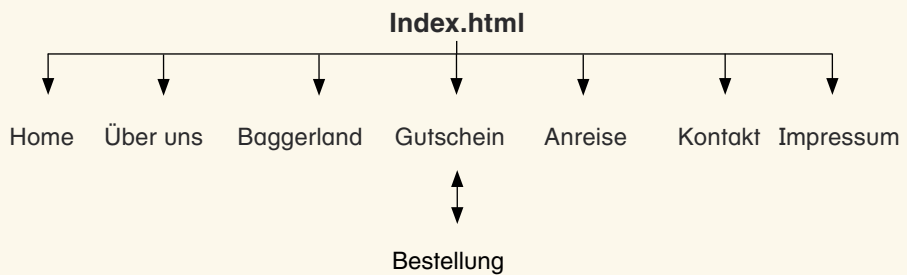 Index.html
Home Über uns Baggerland Gutschein Anreise Kontakt Impressum
Bestellung